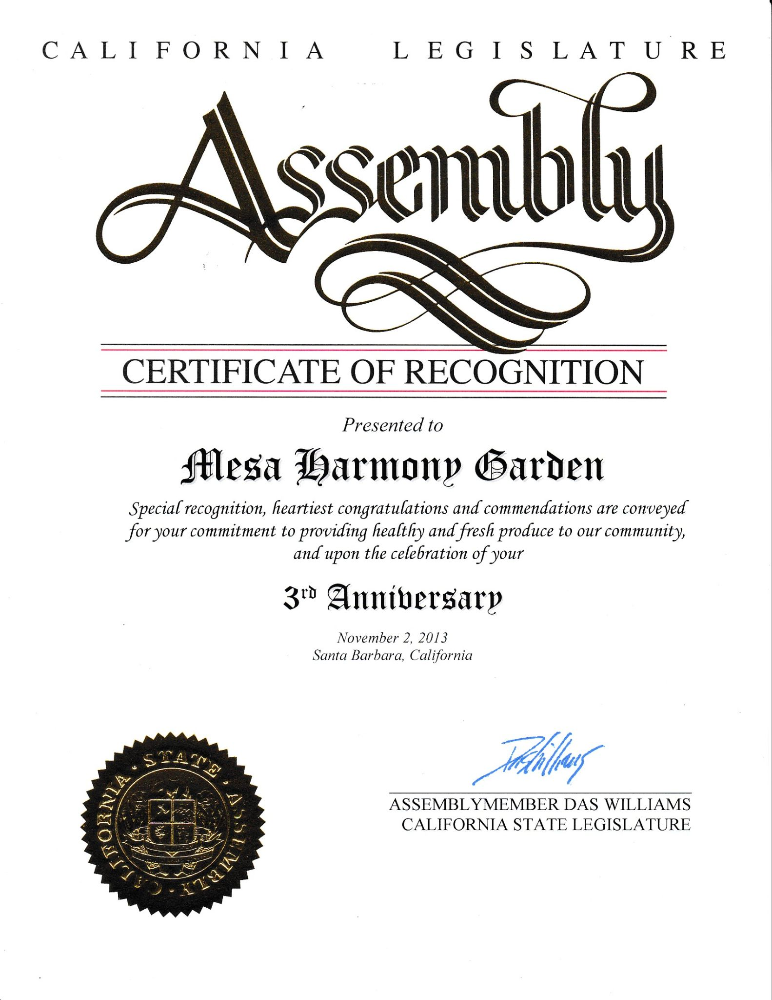 CALIFORNIA LEGISLATURE
Assembly
CERTIFICATE OF RECOGNITION
Presented to
Mesa Harmony Garden
Special recognition, heartiest congratulations and commendations are conveyed
for your commitment to providing healthy and fresh produce to our community,
and upon the celebration of your
3rd Anniversary
November 2, 2013
Santa Barbara, California
Das Williams
ASSEMBLYMEMBER DAS WILLIAMS
CALIFORNIA STATE LEGISLATURE
CALIFORNIA · STATE · ASSEMBLY ·